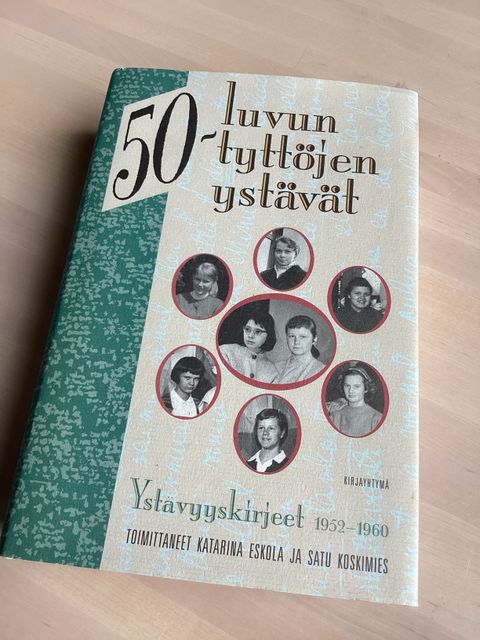 50-luvun
tyttöjen
ystävät
KIRJAYHTYMÄ
Ystävyyskirjeet 1952–1960
TOIMITTANEET KATARINA ESKOLA JA SATU KOSKIMIES